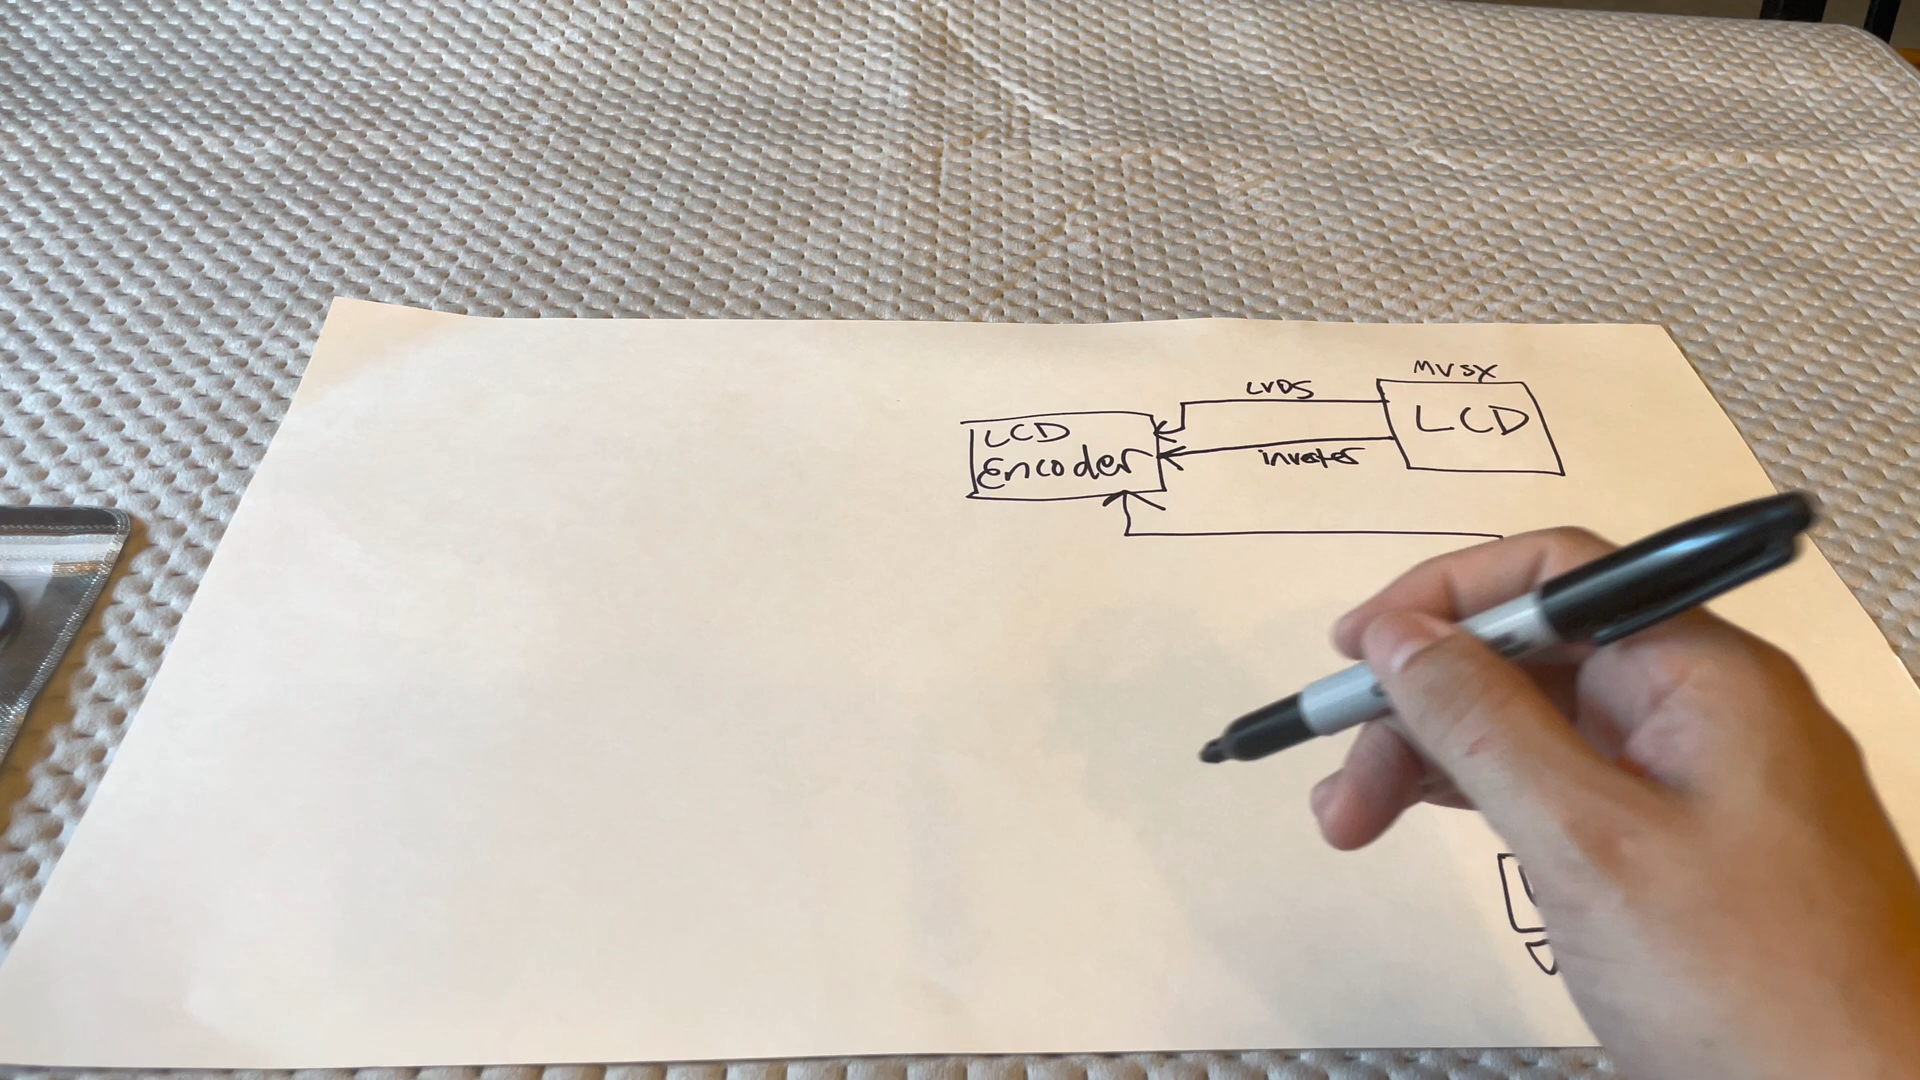 MVSX
LVDS
LCD
LCD
Encoder
inverter